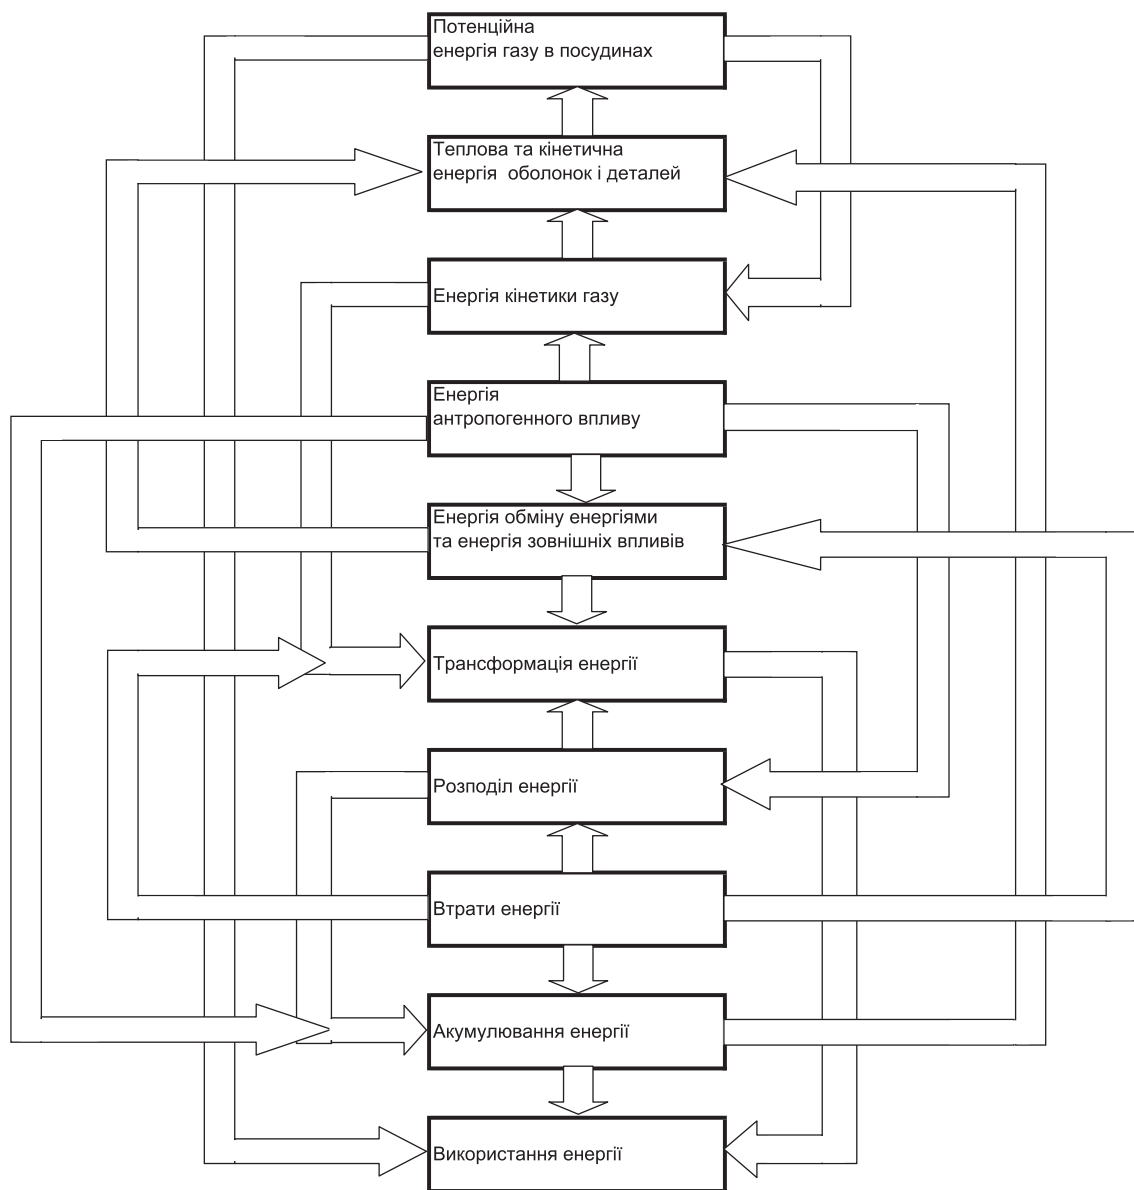 Потенційна
енергія газу в посудинах
Теплова та кінетична
енергія оболонок і деталей
Енергія кінетики газу
Енергія
антропогенного впливу
Енергія обміну енергіями
та енергія зовнішніх впливів
Трансформація енергії
Розподіл енергії
Втрати енергії
Акумулювання енергії
Використання енергії